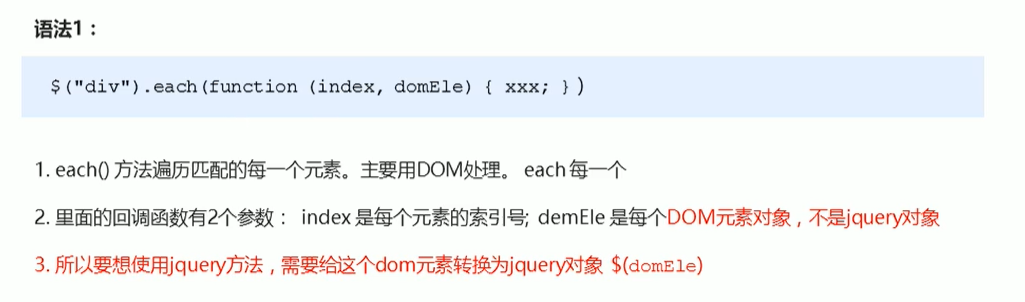 语法1：
$("div").each(function (index, domEle) { xxx; })
1. each() 方法遍历匹配的每一个元素。主要用DOM处理。 each 每一个
2. 里面的回调函数有2个参数： index 是每个元素的索引号; demEle 是每个DOM元素对象，不是jquery对象
3. 所以要想使用jquery方法，需要给这个dom元素转换为jquery对象 $(domEle)